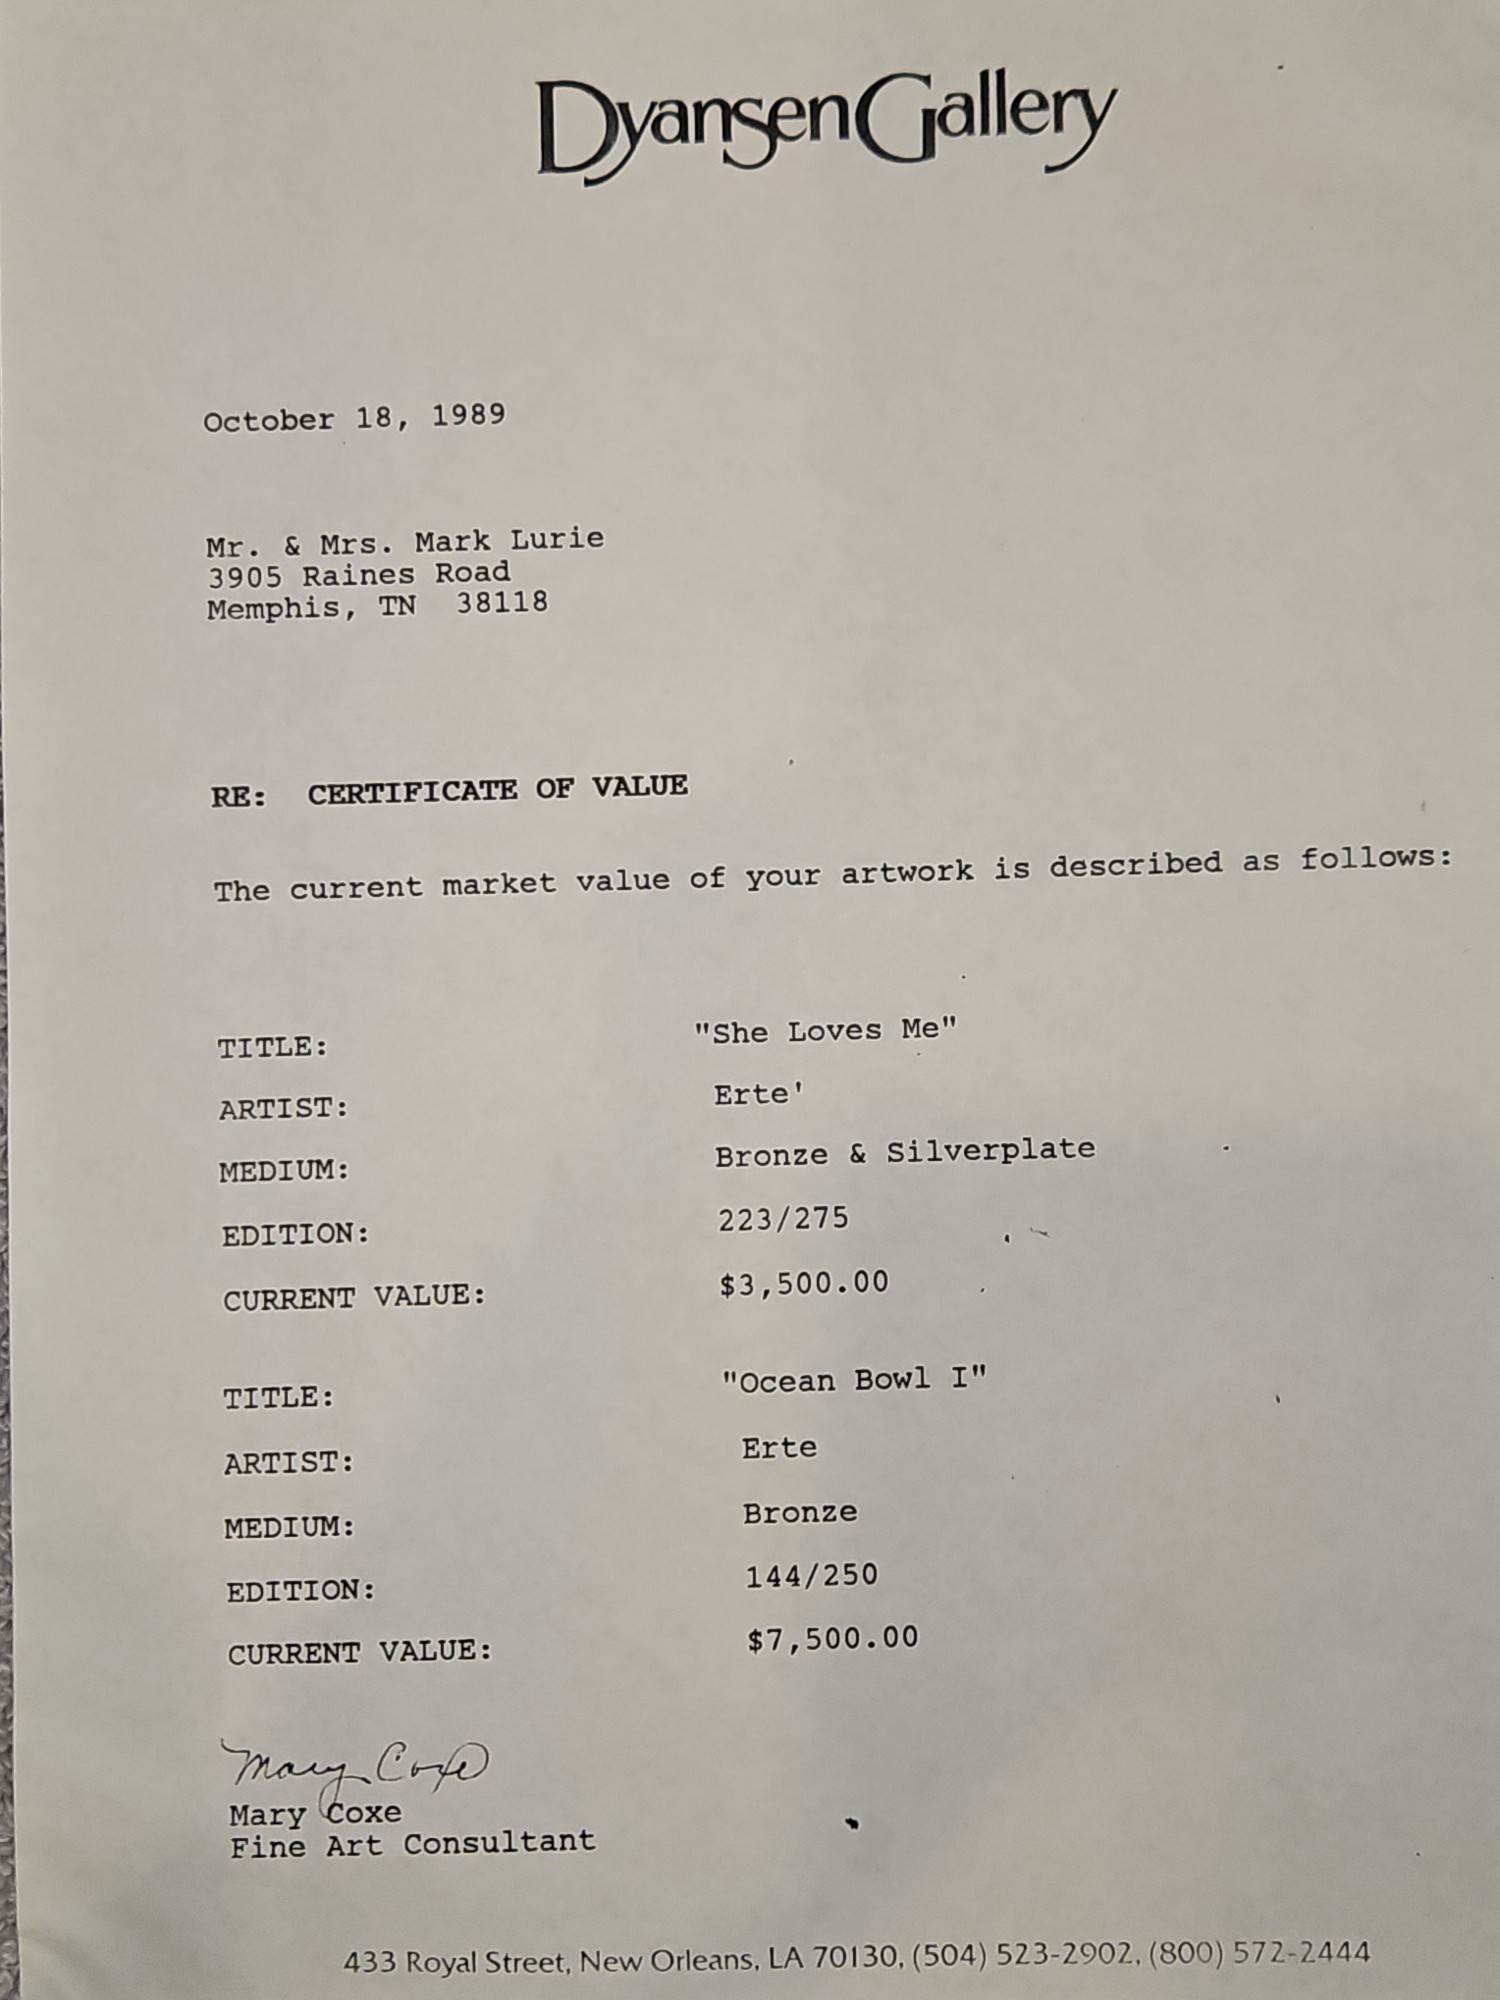 Dyansen Gallery
October 18, 1989
Mr. & Mrs. Mark Lurie
3905 Raines Road
Memphis, TN  38118
RE:  CERTIFICATE OF VALUE
The current market value of your artwork is described as follows:
TITLE: "She Loves Me"
ARTIST: Erte'
MEDIUM: Bronze & Silverplate
EDITION: 223/275
CURRENT VALUE: $3,500.00
TITLE: "Ocean Bowl I"
ARTIST: Erte
MEDIUM: Bronze
EDITION: 144/250
CURRENT VALUE: $7,500.00
Mary Coxe
Mary Coxe
Fine Art Consultant
433 Royal Street, New Orleans, LA 70130, (504) 523-2902, (800) 572-2444